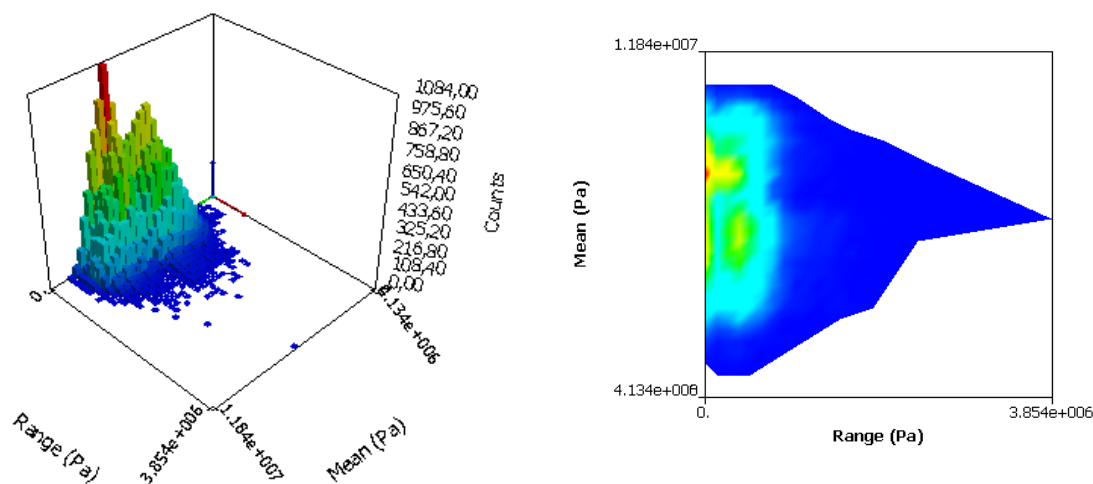 1084,00
975,60
867,20
758,80
650,40
542,00
433,60
325,20
216,80
108,40
0,00
Counts
0.
3.854e+006
Range (Pa)
1.184e+007
4.134e+006
Mean (Pa)
1.184e+007
Mean (Pa)
4.134e+006
0.
3.854e+006
Range (Pa)